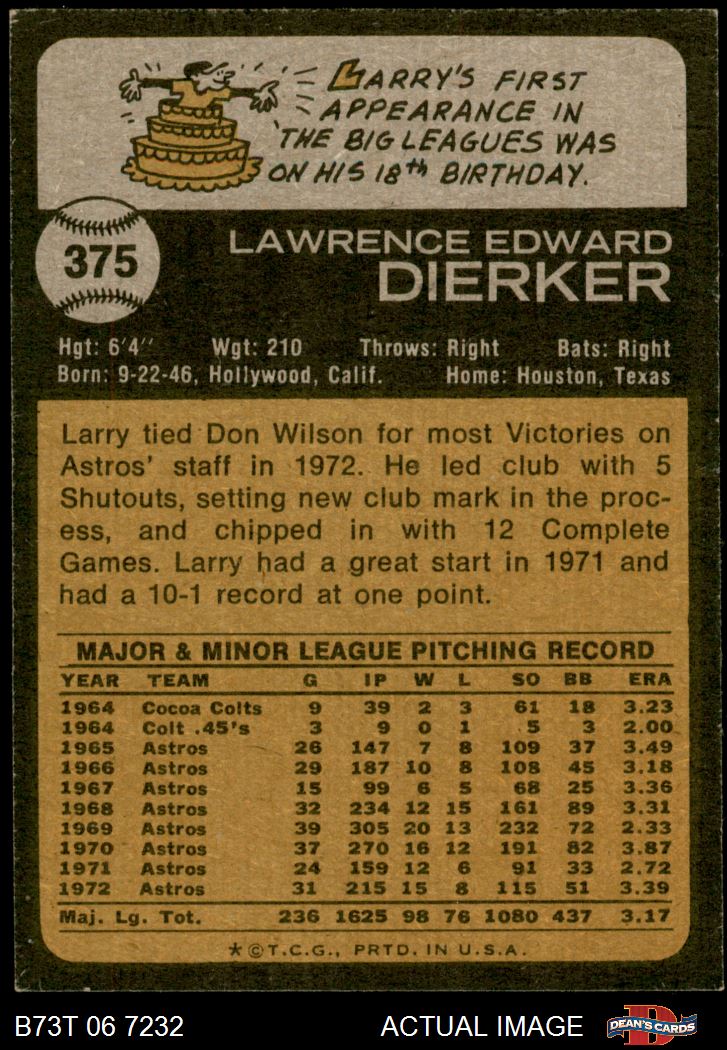 LARRY'S FIRST
APPEARANCE IN
THE BIG LEAGUES WAS
ON HIS 18th BIRTHDAY.
375
LAWRENCE EDWARD
DIERKER
Hgt: 6'4" Wgt: 210 Throws: Right Bats: Right
Born: 9-22-46, Hollywood, Calif. Home: Houston, Texas
Larry tied Don Wilson for most Victories on
Astros' staff in 1972. He led club with 5
Shutouts, setting new club mark in the proc-
ess, and chipped in with 12 Complete
Games. Larry had a great start in 1971 and
had a 10-1 record at one point.
MAJOR & MINOR LEAGUE PITCHING RECORD
YEAR TEAM G IP W L SO BB ERA
1964 Cocoa Colts 9 39 2 3 61 18 3.23
1964 Colt .45's 3 9 0 1 5 3 2.00
1965 Astros 26 147 7 8 109 37 3.49
1966 Astros 29 187 10 8 108 45 3.18
1967 Astros 15 99 6 5 68 25 3.36
1968 Astros 32 234 12 15 161 89 3.31
1969 Astros 39 305 20 13 232 72 2.33
1970 Astros 37 270 16 12 191 82 3.87
1971 Astros 24 159 12 6 91 33 2.72
1972 Astros 31 215 15 8 115 51 3.39
Maj. Lg. Tot. 236 1625 98 76 1080 437 3.17
*©T.C.G., PRTD. IN U.S.A.
B73T 06 7232 ACTUAL IMAGE D DEAN'S CARDS